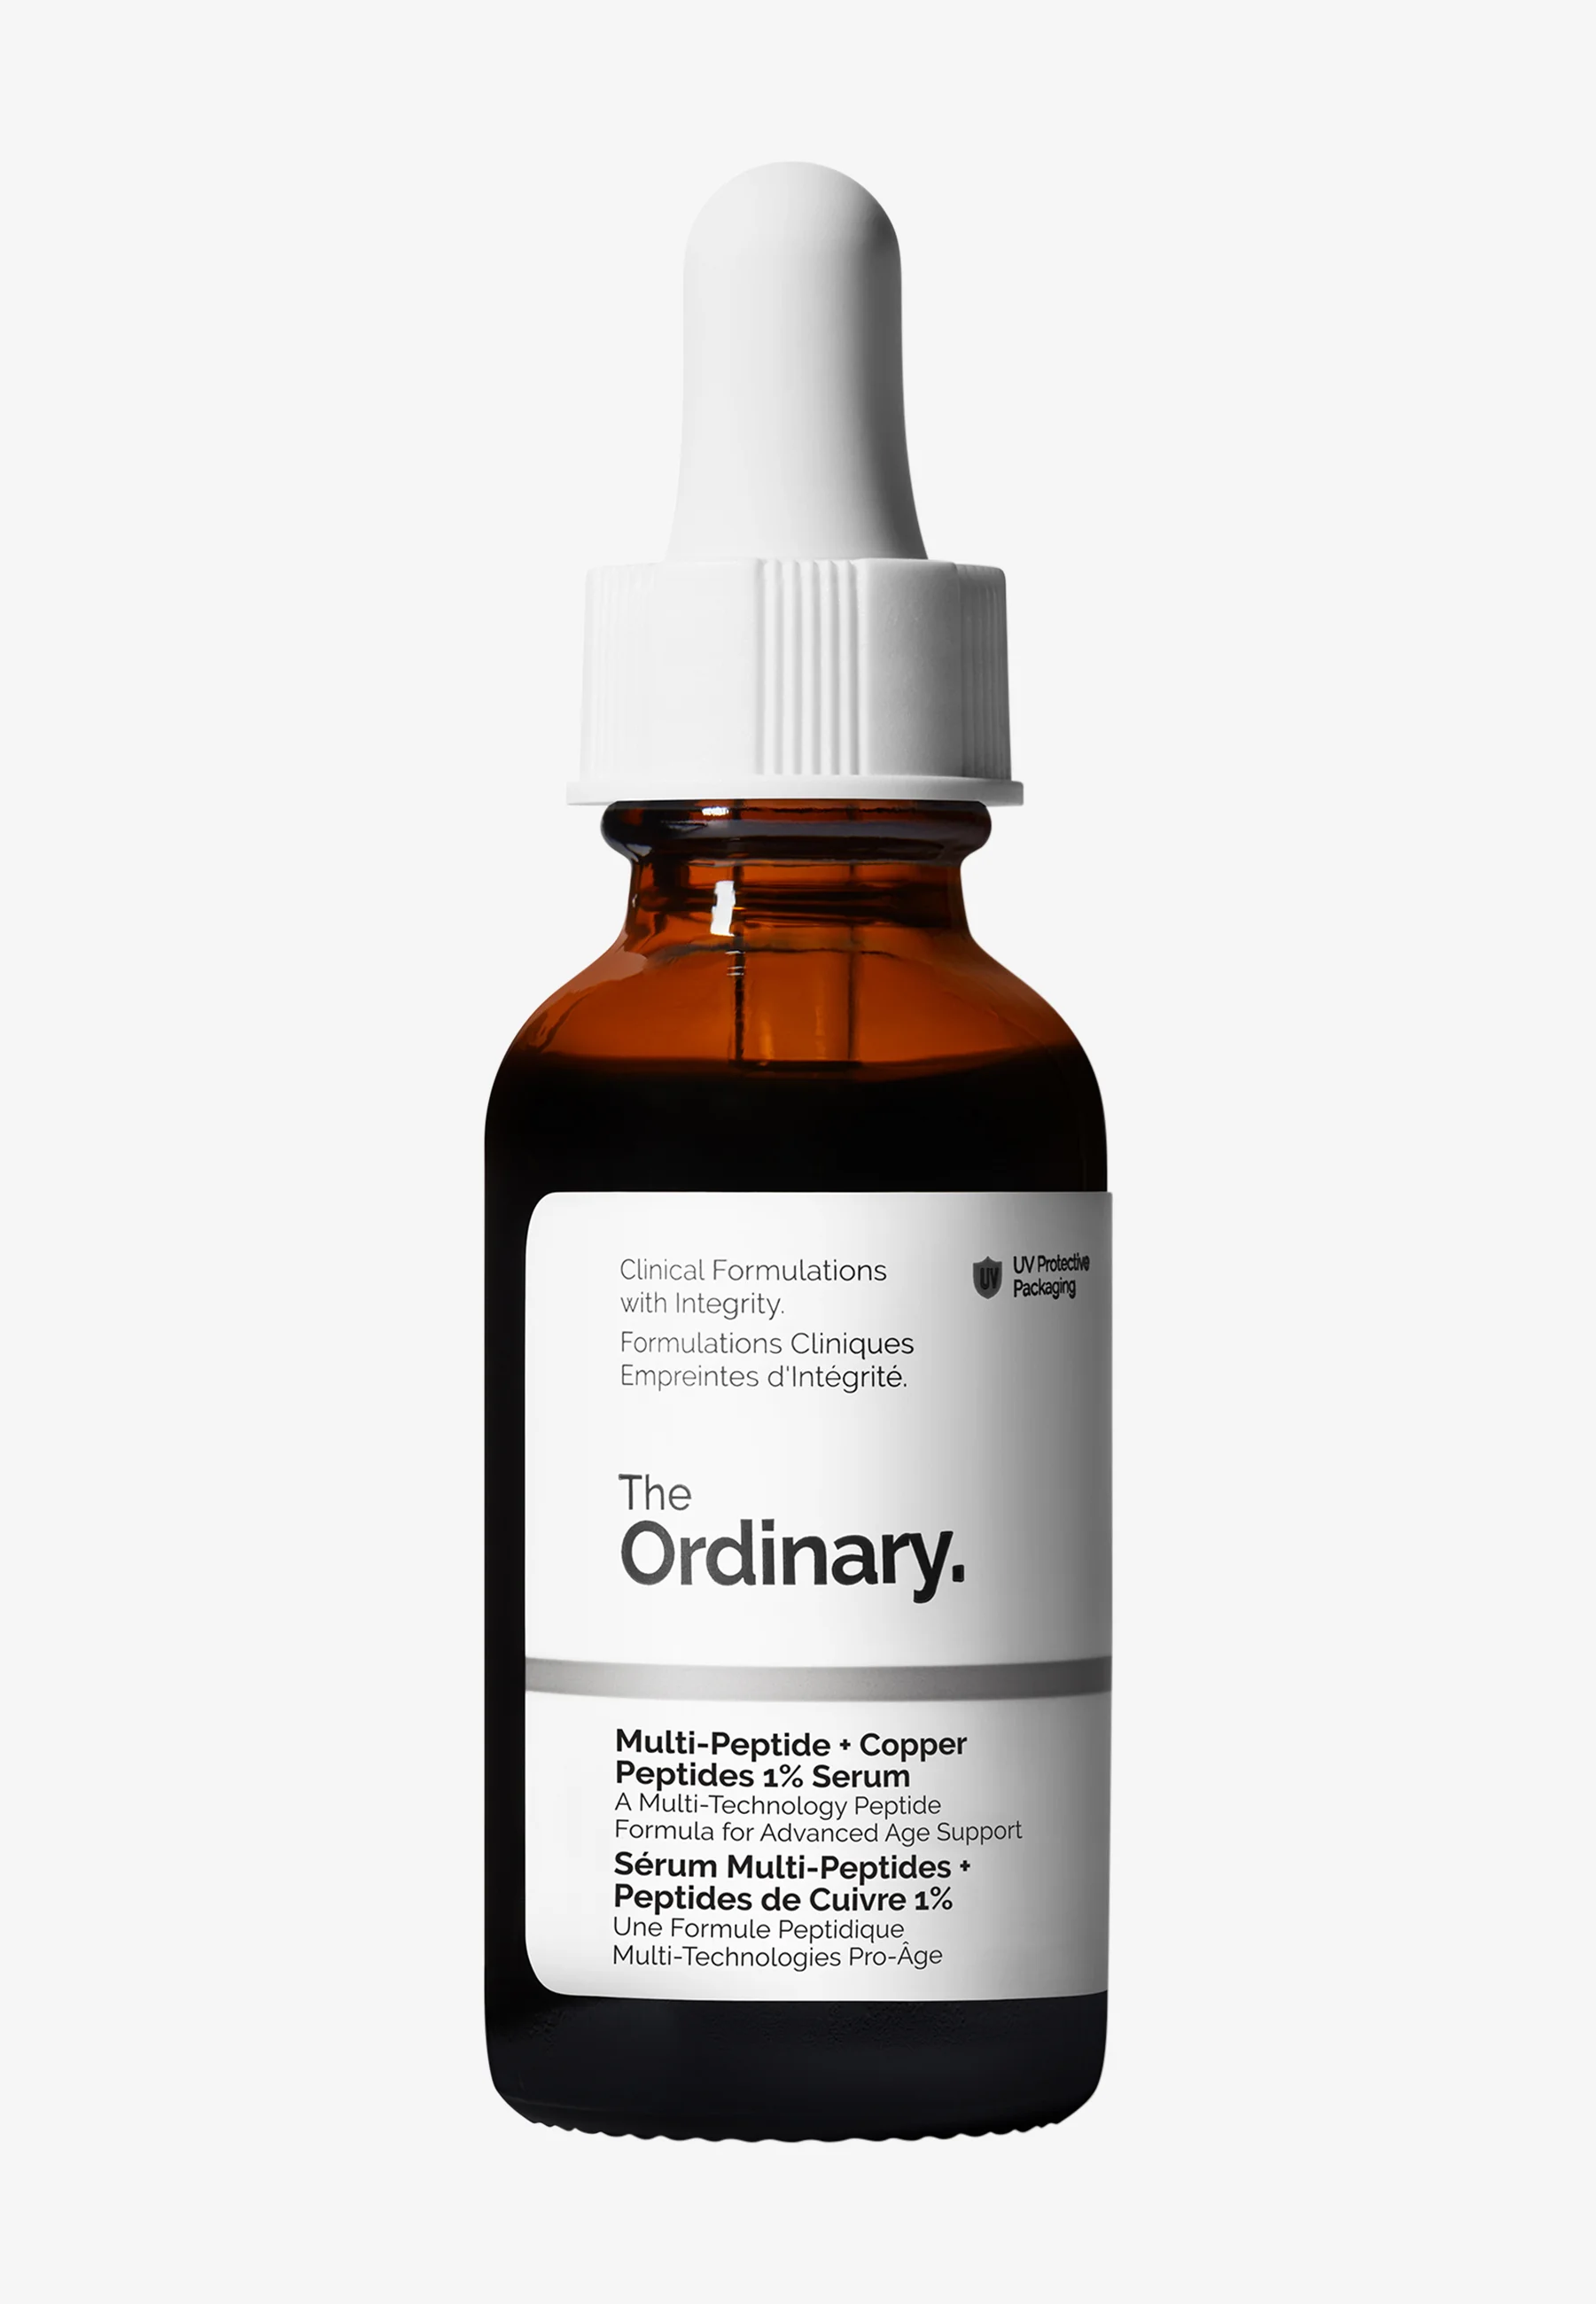 Clinical Formulations
with Integrity.
Formulations Cliniques
Empreintes d'Intégrité.
UV
UV Protective
Packaging
The
Ordinary.
Multi-Peptide + Copper
Peptides 1% Serum
A Multi-Technology Peptide
Formula for Advanced Age Support
Sérum Multi-Peptides +
Peptides de Cuivre 1%
Une Formule Peptidique
Multi-Technologies Pro-Âge